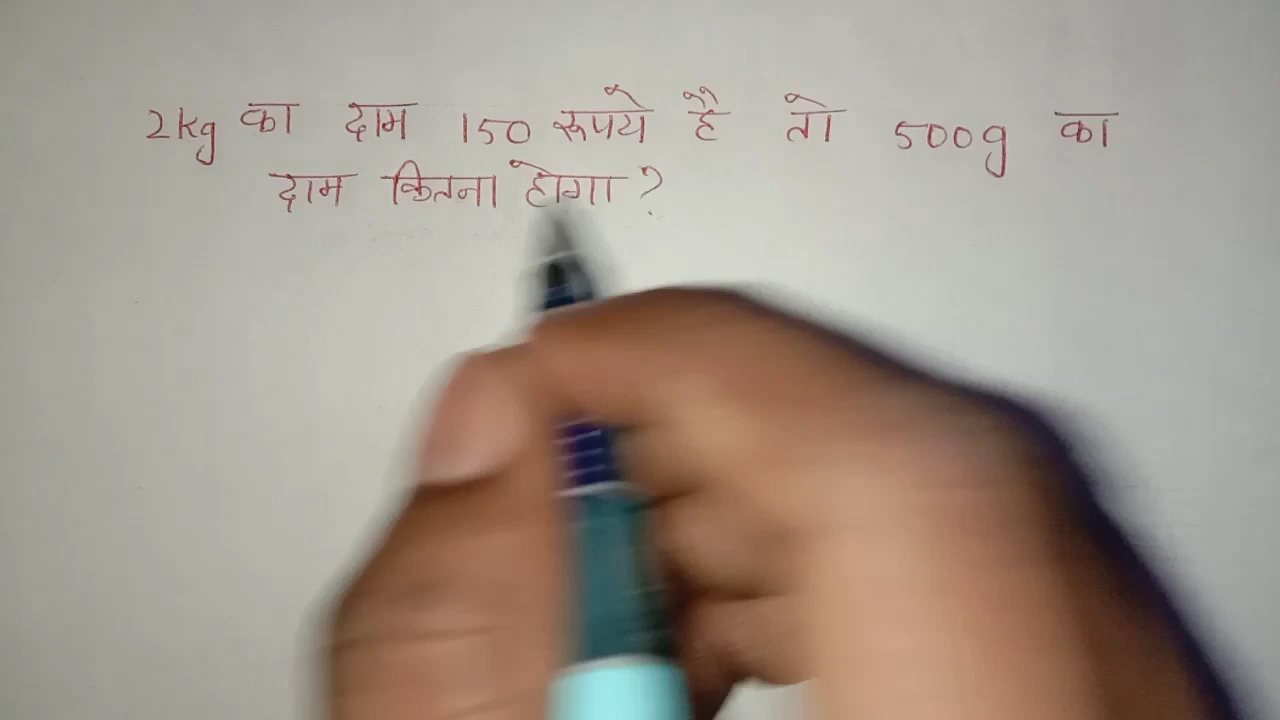 2kg का दाम 150 रूपये है तो 500g का
दाम कितना होगा?